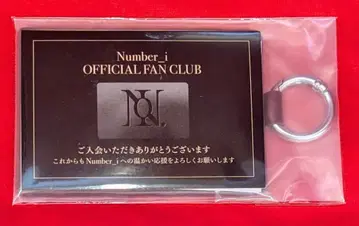 Number_i
OFFICIAL FAN CLUB
ご入会いただきありがとうございます
これからもNumber_iへの温かい応援をよろしくお願いします